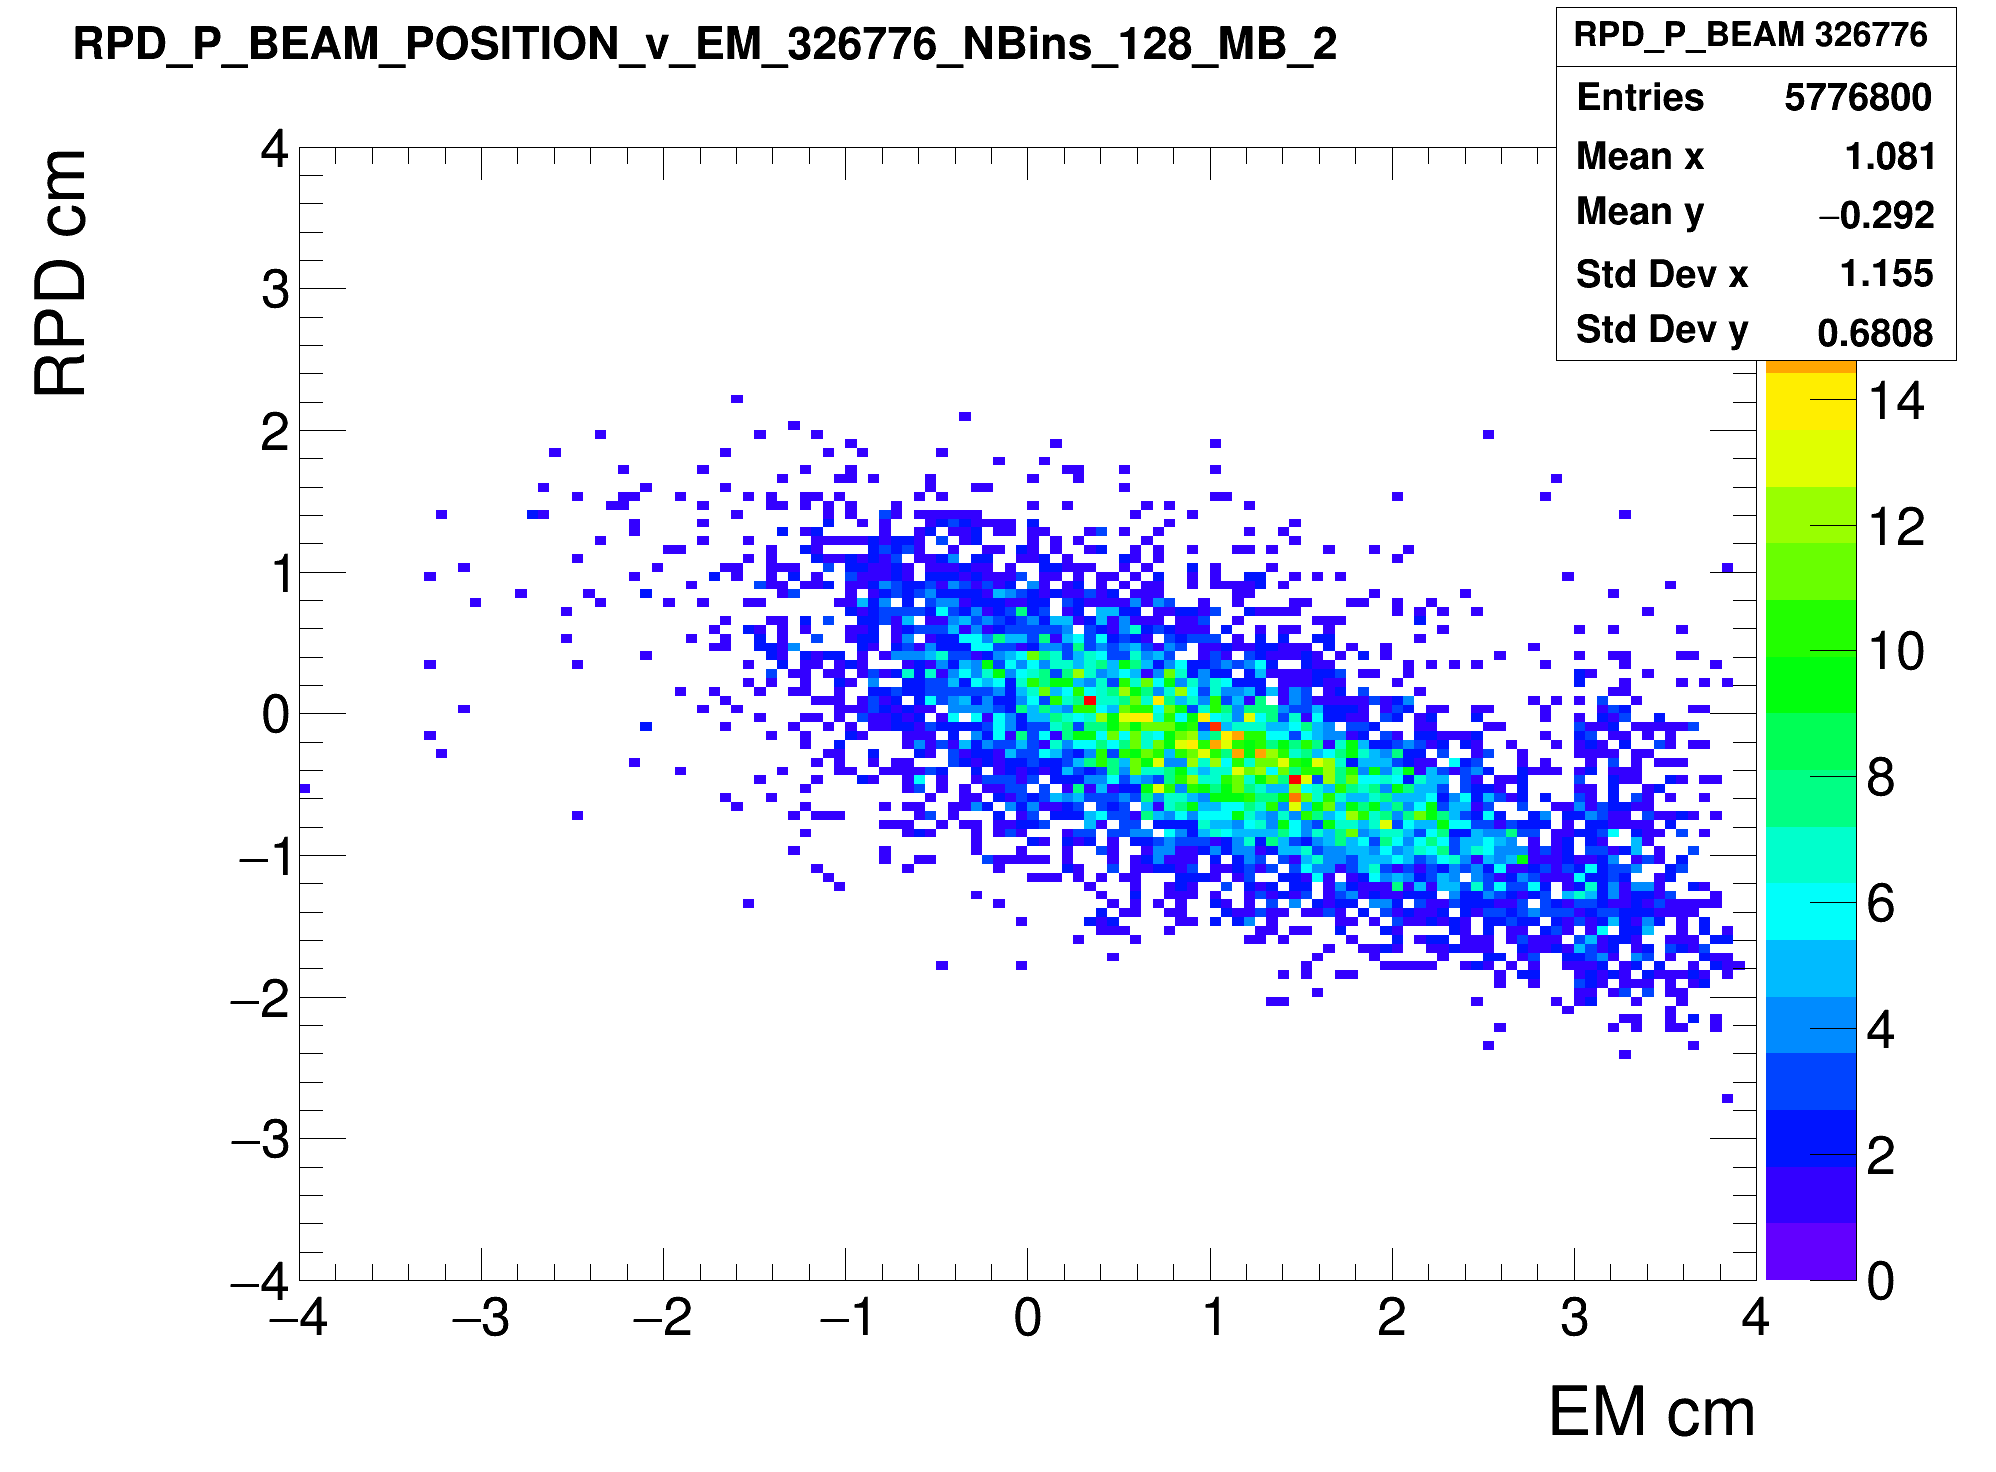 RPD_P_BEAM_POSITION_v_EM_326776_NBins_128_MB_2
RPD_P_BEAM 326776
Entries 5776800
Mean x 1.081
Mean y −0.292
Std Dev x 1.155
Std Dev y 0.6808
RPD cm
4
3
2
1
0
−1
−2
−3
−4
−4 −3 −2 −1 0 1 2 3 4
EM cm
14
12
10
8
6
4
2
0